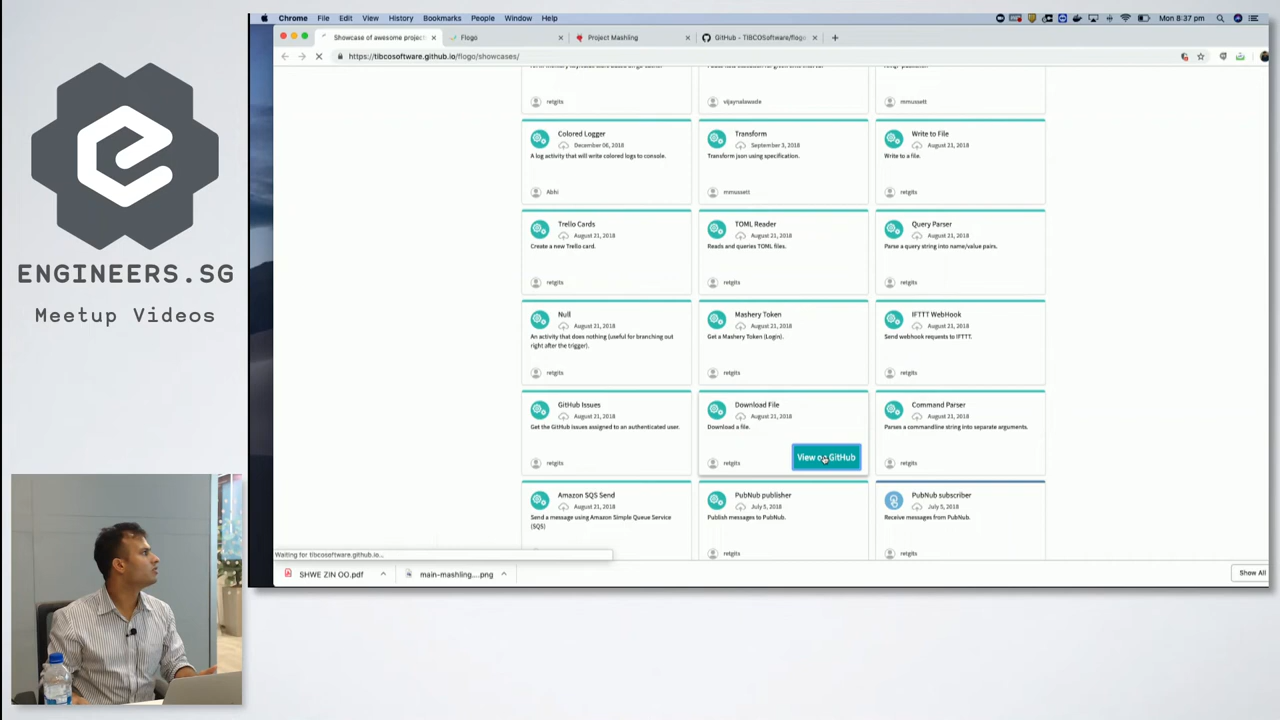 Chrome File Edit View History Bookmarks People Window Help
Mon 8:37 pm
Showcase of awesome project
Flogo
Project Mashling
GitHub - TIBCOSoftware/flogo
https://tibcosoftware.github.io/flogo/showcases/
retgits
vijaynalawade
mmussett
Colored Logger
December 06, 2018
A log activity that will write colored logs to console.
Abhi
Transform
September 3, 2018
Transform json using specification.
mmussett
Write to File
August 21, 2018
Write to a file.
retgits
Trello Cards
August 21, 2018
Create a new Trello card.
retgits
TOML Reader
August 21, 2018
Reads and queries TOML files.
retgits
Query Parser
August 21, 2018
Parse a query string into name/value pairs.
retgits
Null
August 21, 2018
An activity that does nothing (useful for branching out
right after the trigger).
retgits
Mashery Token
August 21, 2018
Get a Mashery Token (Login).
retgits
IFTTT WebHook
August 21, 2018
Send webhook requests to IFTTT.
retgits
GitHub Issues
August 21, 2018
Get the GitHub issues assigned to an authenticated user.
retgits
Download File
August 21, 2018
Download a file.
retgits
View on GitHub
Command Parser
August 21, 2018
Parses a commandline string into separate arguments.
retgits
Amazon SQS Send
August 21, 2018
Send a message using Amazon Simple Queue Service
(SQS)
PubNub publisher
July 5, 2018
Publish messages to PubNub.
retgits
PubNub subscriber
July 5, 2018
Receive messages from PubNub.
retgits
Waiting for tibcosoftware.github.io...
SHWE ZIN OO.pdf
main-mashling....png
Show All
ENGINEERS.SG
Meetup Videos